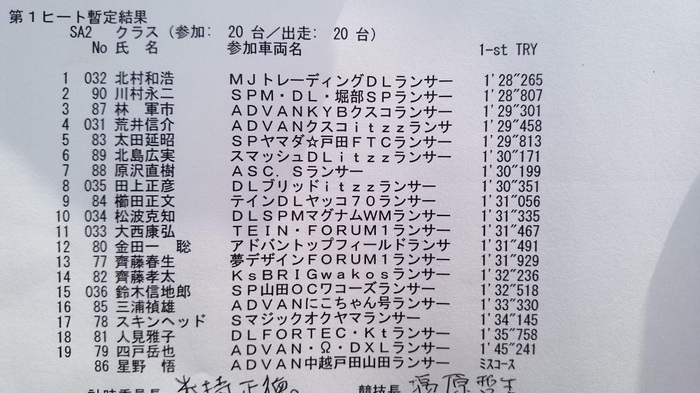 第１ヒート暫定結果
SA2 クラス（参加： 20 台／出走： 20 台）
No 氏 名 参加車両名 1-st TRY
1 032 北村和浩 ＭＪトレーディングＤＬランサー 1'28"265
2 90 川村永二 ＳＰＭ・ＤＬ・堀部ＳＰランサー 1'28"807
3 87 林 軍市 ＡＤＶＡＮＫＹＢクスコランサー 1'29"301
4 031 荒井信介 ＡＤＶＡＮクスコｉｔｚｚランサ 1'29"458
5 83 太田延昭 ＳＰヤマダ☆戸田ＦＴＣランサー 1'29"813
6 89 北島広実 スマッシュＤＬｉｔｚｚランサー 1'30"171
7 88 原沢直樹 ＡＳＣ．Ｓランサー 1'30"199
8 035 田上正彦 ＤＬブリッドｉｔｚｚランサー 1'30"351
9 84 櫛田正文 テインＤＬヤッコ70ランサー 1'31"056
10 034 松波克知 ＤＬＳＰＭマグナムWMランサー 1'31"335
11 033 大西康弘 ＴＥＩＮ・ＦＯＲＵＭ1ランサー 1'31"467
12 80 金田一 聡 アドバントップフィールドランサ 1'31"491
13 77 齊藤春生 夢デザインＦＯＲＵＭ1ランサー 1'31"929
14 82 齊藤孝太 ＫｓＢＲＩＧｗａｋｏｓランサー 1'32"236
15 036 鈴木信地郎 ＳＰ山田ＯＣワコーズランサー 1'32"518
16 85 三浦禎雄 ＡＤＶＡＮにこちゃん号ランサー 1'33"330
17 78 スキンヘッド Ｓマジックオクヤマランサー 1'34"145
18 81 人見雅子 ＤＬＦＯＲＴＥＣ・Ｋｔランサー 1'35"758
19 79 四戸岳也 ＡＤＶＡＮ・Ω・ＤＸＬランサー 1'45"241
86 星野 悟 ＡＤＶＡＮ中越戸田山田ランサー ﾐｽｺｰｽ
競技長